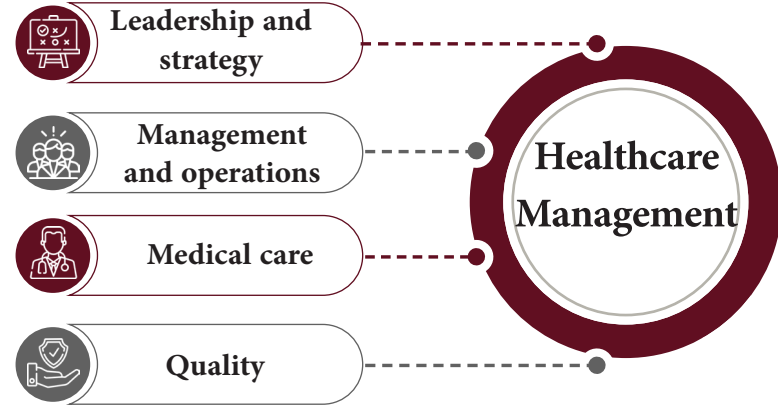 Leadership and
strategy
Management
and operations
Medical care
Quality
Healthcare
Management